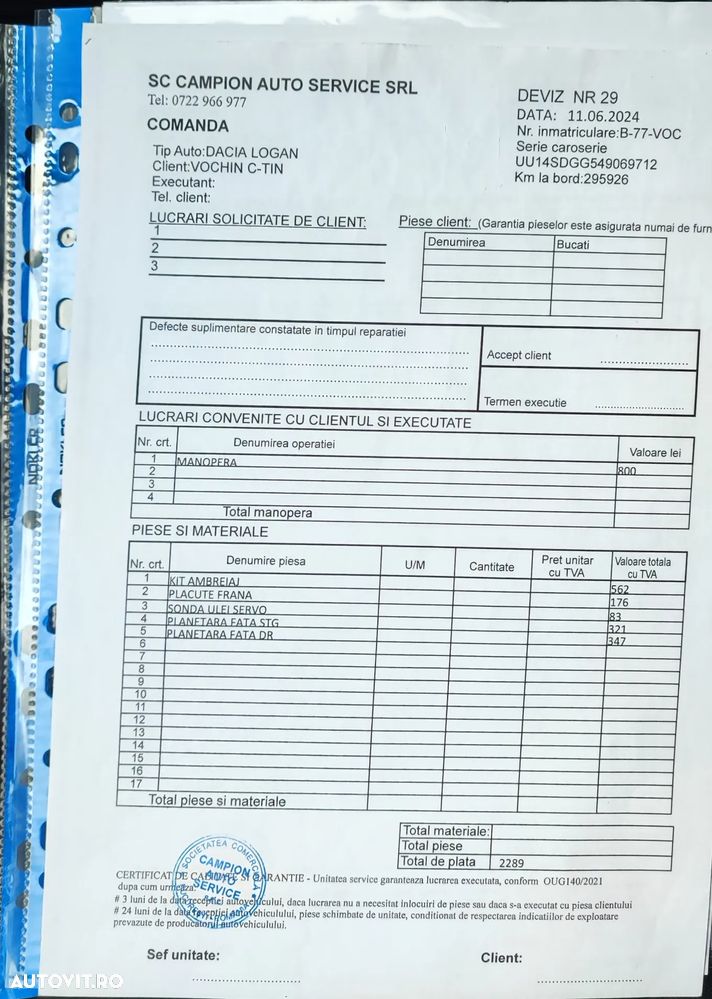 SC CAMPION AUTO SERVICE SRL
Tel: 0722 966 977
COMANDA
DEVIZ NR 29
DATA: 11.06.2024
Nr. inmatriculare:B-77-VOC
Serie caroserie
UU14SDGG549069712
Km la bord:295926
Tip Auto:DACIA LOGAN
Client:VOCHIN C-TIN
Executant:
Tel. client:
LUCRARI SOLICITATE DE CLIENT:
1
2
3
Piese client: (Garantia pieselor este asigurata numai de furn
Denumirea Bucati
Defecte suplimentare constatate in timpul reparatiei
Accept client
Termen executie
LUCRARI CONVENITE CU CLIENTUL SI EXECUTATE
Nr. crt. Denumirea operatiei Valoare lei
1 MANOPERA 800
2
3
4
Total manopera
PIESE SI MATERIALE
Nr. crt. Denumire piesa U/M Cantitate Pret unitar cu TVA Valoare totala cu TVA
1 KIT AMBREIAJ 562
2 PLACUTE FRANA 176
3 SONDA ULEI SERVO 83
4 PLANETARA FATA STG 321
5 PLANETARA FATA DR 347
6
7
8
9
10
11
12
13
14
15
16
17
Total piese si materiale
Total materiale:
Total piese
Total de plata 2289
SOCIETATEA COMERCIALA
CAMPION
AUTO
SERVICE
CERTIFICAT DE CALITATE SI GARANTIE - Unitatea service garanteaza lucrarea executata, conform OUG140/2021
dupa cum urmeaza:
# 3 luni de la data receptiei autovehiculului, daca lucrarea nu a necesitat inlocuiri de piese sau daca s-a executat cu piesa clientului
# 24 luni de la data receptiei autovehiculului, piese schimbate de unitate, conditionat de respectarea indicatiilor de exploatare
prevazute de producatorul autovehiculului.
Sef unitate:
Client:
AUTOVIT.RO